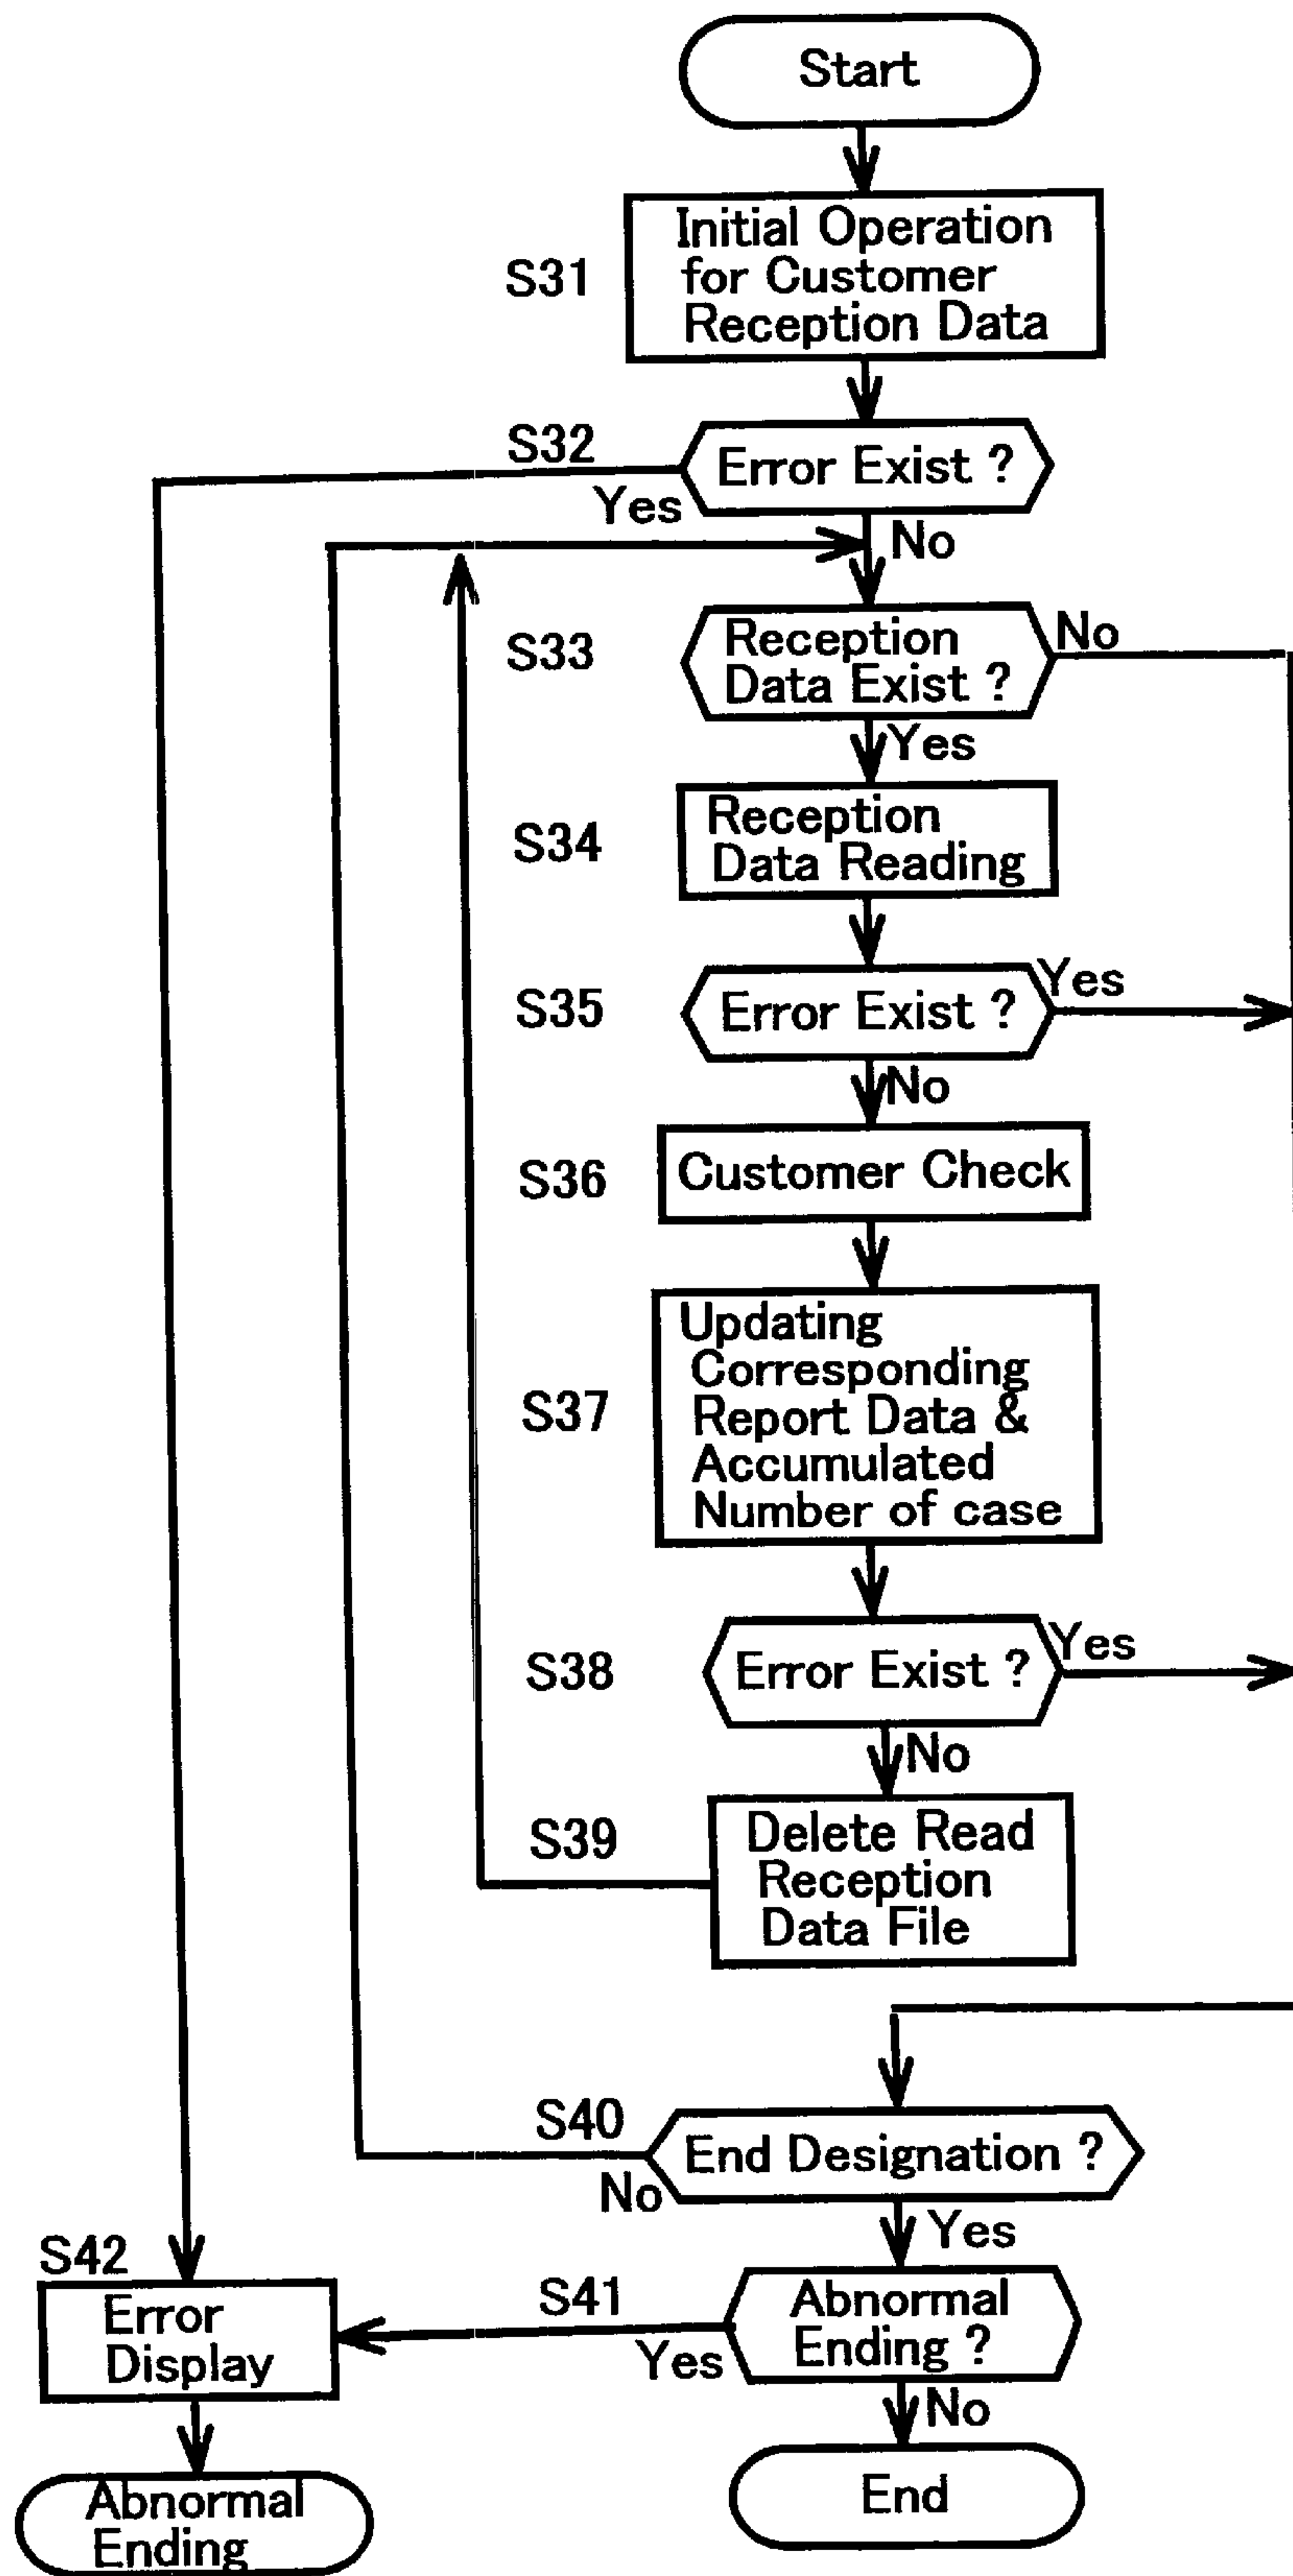 Start
Initial Operation
for Customer
Reception Data
S31
S32
Error Exist ?
Yes
No
S33
Reception
Data Exist ?
No
Yes
S34
Reception
Data Reading
S35
Error Exist ?
Yes
No
S36
Customer Check
S37
Updating
Corresponding
Report Data &
Accumulated
Number of case
S38
Error Exist ?
Yes
No
S39
Delete Read
Reception
Data File
S40
End Designation ?
No
Yes
S42
Error
Display
S41
Abnormal
Ending ?
Yes
No
Abnormal
Ending
End